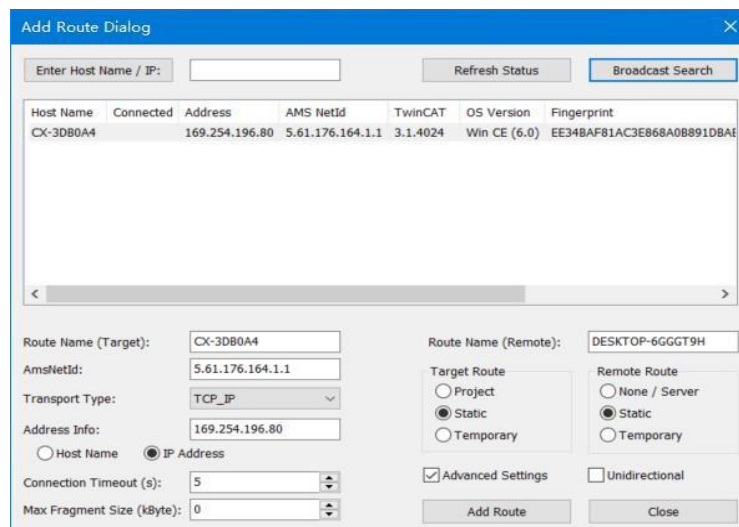 Add Route Dialog
Enter Host Name / IP: Refresh Status Broadcast Search
Host Name Connected Address AMS NetId TwinCAT OS Version Fingerprint
CX-3DB0A4 169.254.196.80 5.61.176.164.1.1 3.1.4024 Win CE (6.0) EE34BAF81AC3E868A0B891DBAE
Route Name (Target): CX-3DB0A4 Route Name (Remote): DESKTOP-6GGGT9H
AmsNetId: 5.61.176.164.1.1 Target Route Remote Route
Project None / Server
Transport Type: TCP_IP Static Static
Address Info: 169.254.196.80 Temporary Temporary
Host Name IP Address
Connection Timeout (s): 5 Advanced Settings Unidirectional
Max Fragment Size (kByte): 0 Add Route Close